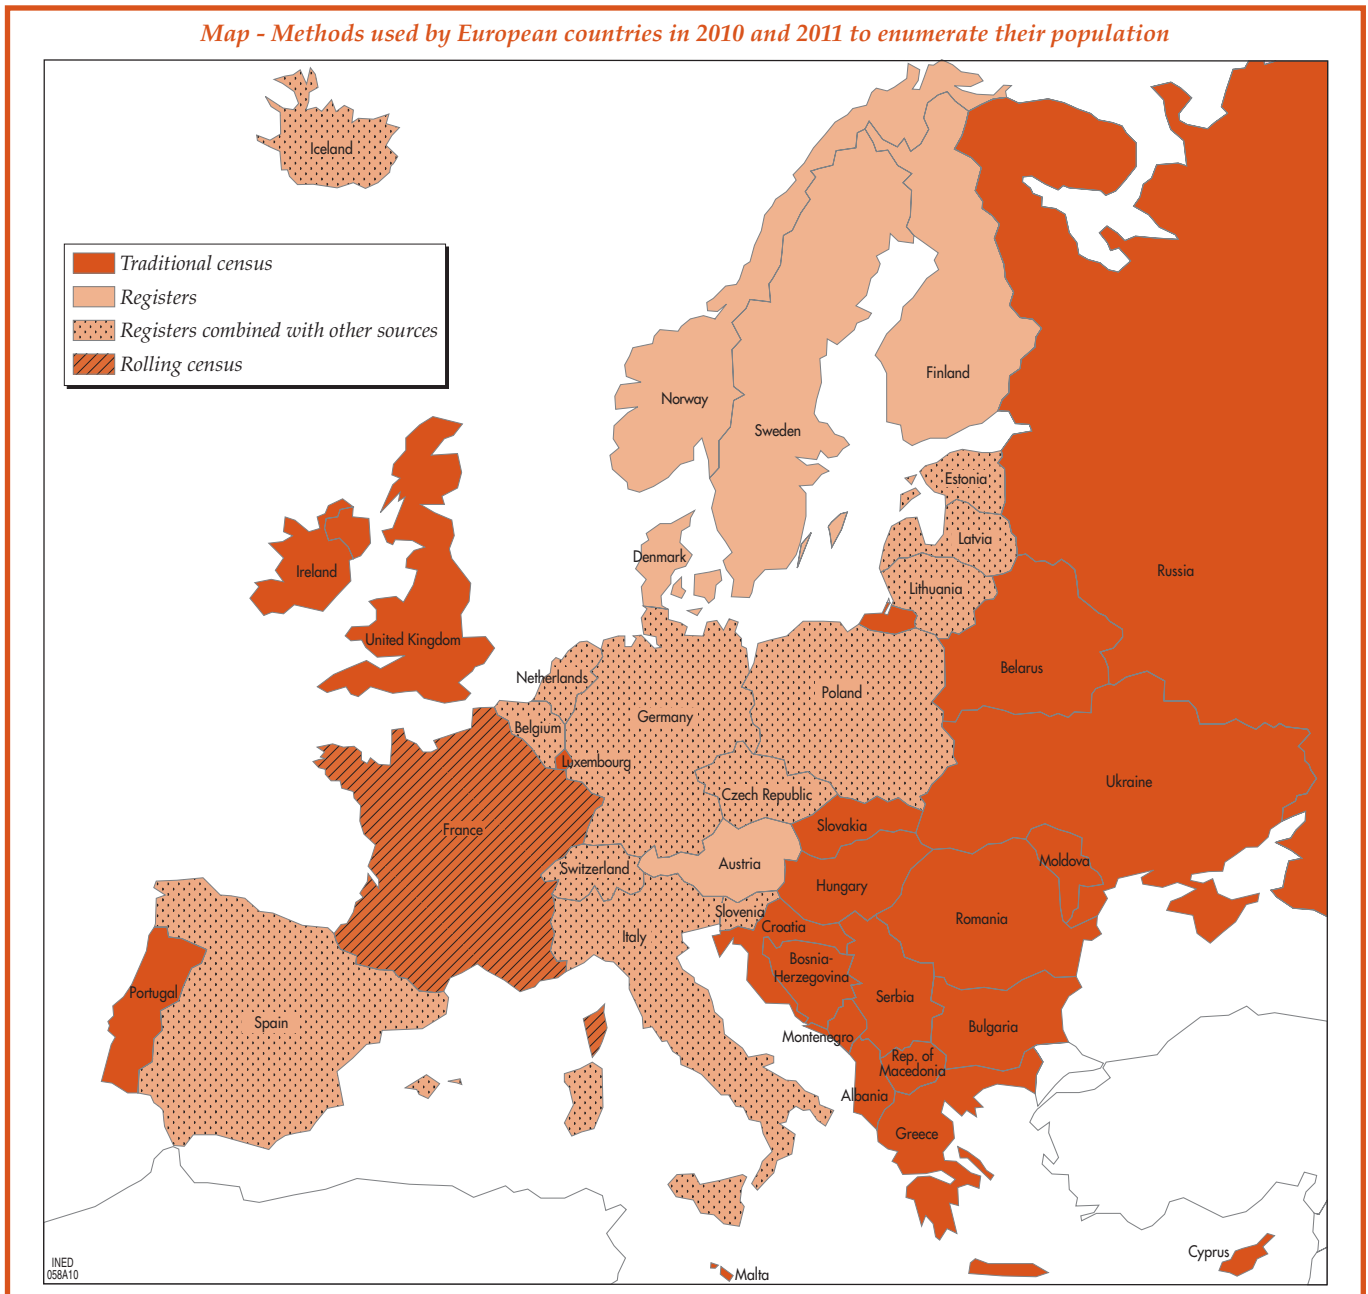 Map - Methods used by European countries in 2010 and 2011 to enumerate their population
Iceland
Traditional census
Registers
Registers combined with other sources
Rolling census
Finland
Norway
Sweden
Estonia
Latvia
Denmark
Lithuania
Ireland
Russia
United Kingdom
Belarus
Netherlands
Poland
Germany
Belgium
Luxembourg
Ukraine
Czech Republic
France
Slovakia
Switzerland
Austria
Moldova
Hungary
Slovenia
Romania
Croatia
Italy
Bosnia-
Herzegovina
Portugal
Serbia
Spain
Bulgaria
Montenegro
Rep. of
Macedonia
Albania
Greece
Cyprus
INED
058A10
Malta